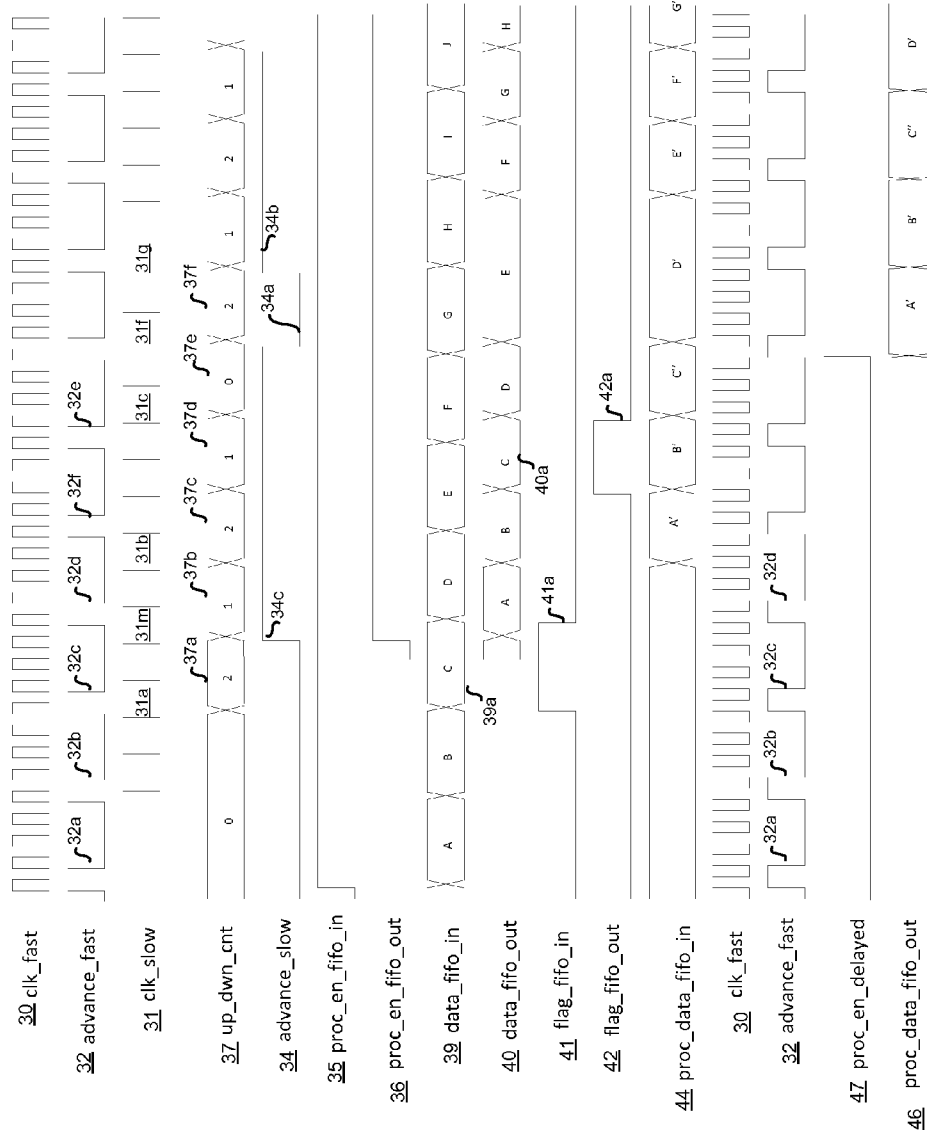 30 clk_fast
32 advance_fast 32a 32b 32c 32d 32f 32e
31 clk_slow 31a 31m 31b 31c 31f 31g
37a 37b 37c 37d 37e 37f
37 up_dwn_cnt 0 2 1 2 1 0 2 1 2 1
34 advance_slow 34c 34a 34b
35 proc_en_fifo_in
36 proc_en_fifo_out
39 data_fifo_in A B C D E F G H I J
39a
40 data_fifo_out A B C D E F G H
40a
41 flag_fifo_in 41a
42 flag_fifo_out 42a
44 proc_data_fifo_in A' B' C'' D' E' F' G'
30 clk_fast
32 advance_fast 32a 32b 32c 32d
47 proc_en_delayed
46 proc_data_fifo_out A' B' C'' D'